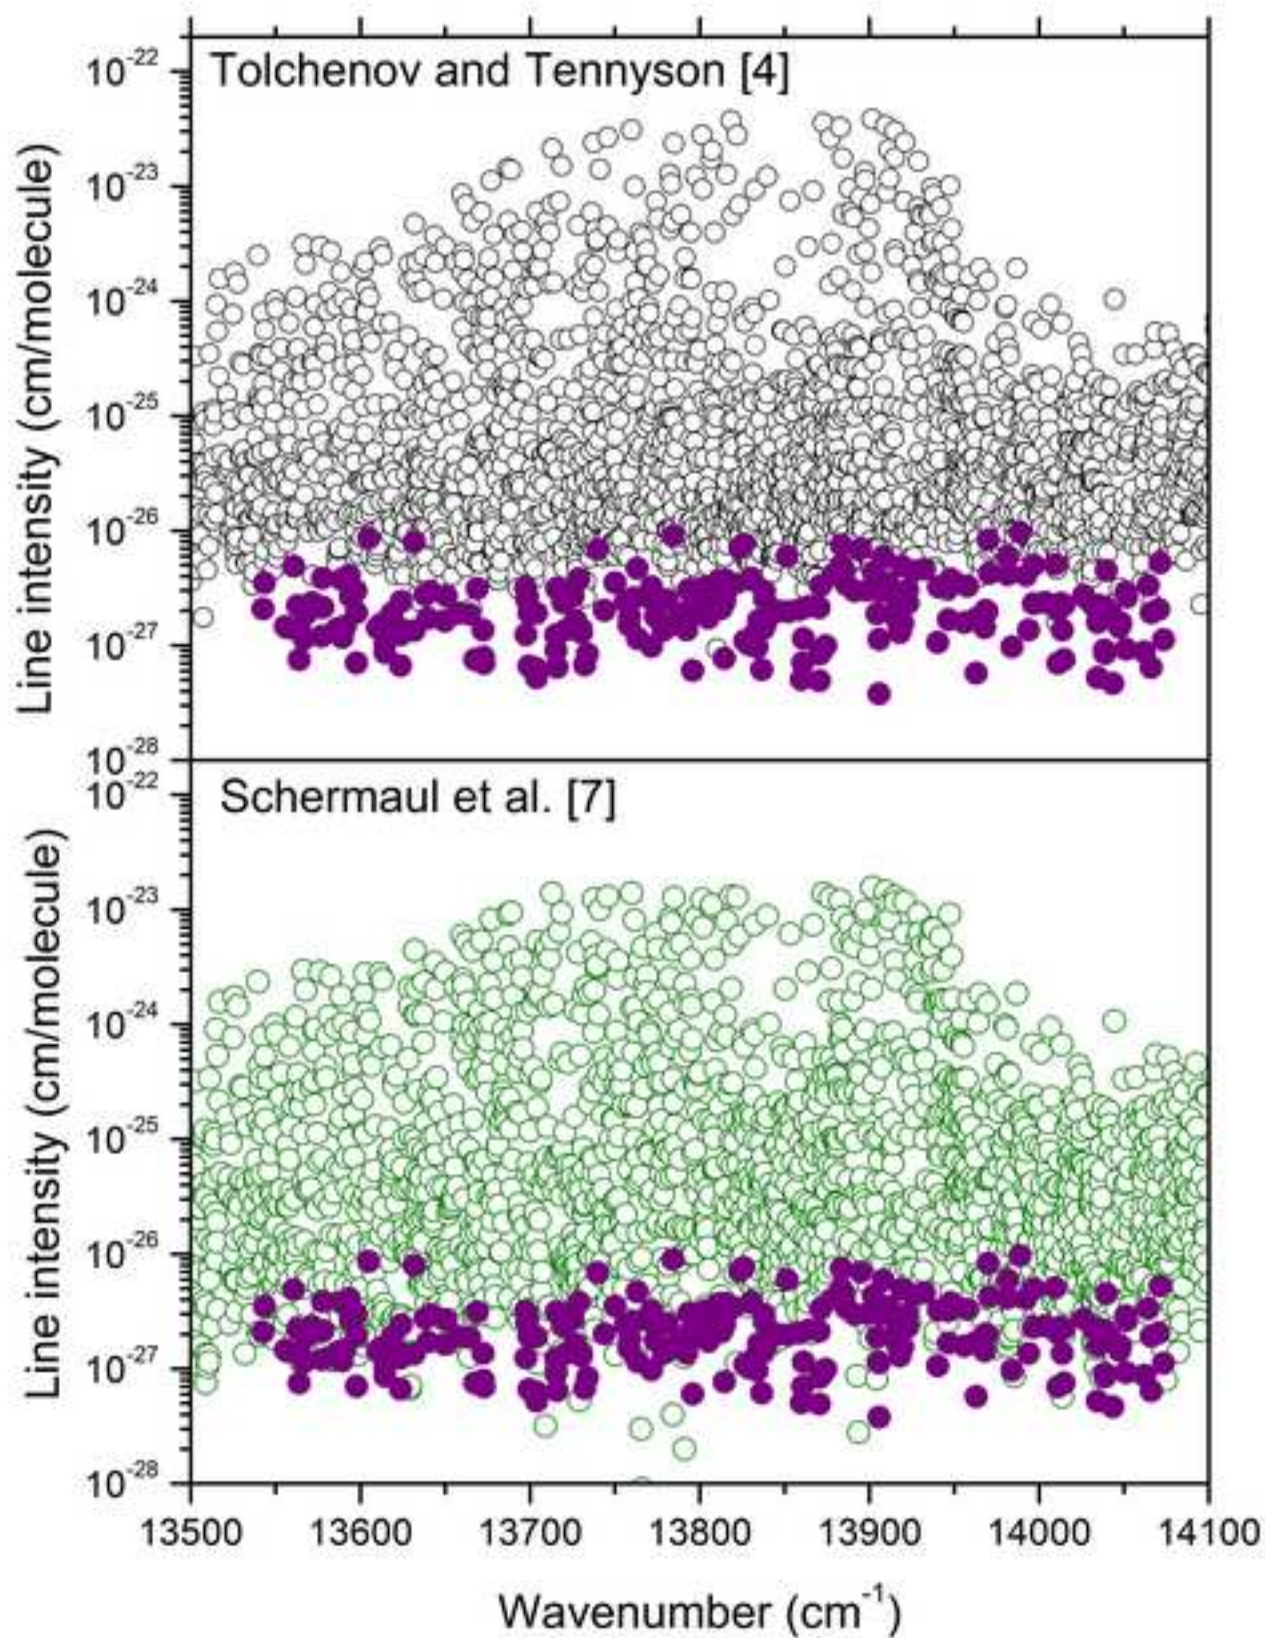 Tolchenov and Tennyson [4]
10^-22
10^-23
10^-24
10^-25
10^-26
10^-27
10^-28
Line intensity (cm/molecule)
Schermaul et al. [7]
10^-22
10^-23
10^-24
10^-25
10^-26
10^-27
10^-28
Line intensity (cm/molecule)
13500 13600 13700 13800 13900 14000 14100
Wavenumber (cm^-1)